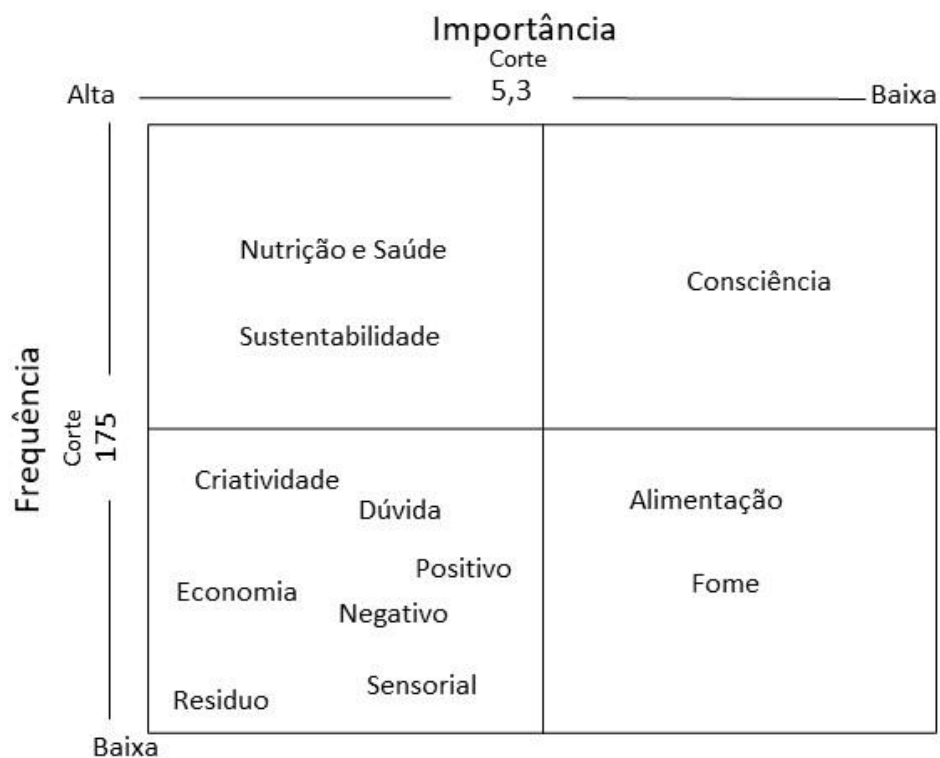 Importância
Corte
5,3
Alta
Baixa
Frequência
Corte
175
Nutrição e Saúde
Consciência
Sustentabilidade
Criatividade
Dúvida
Alimentação
Positivo
Economia
Fome
Negativo
Sensorial
Residuo
Baixa